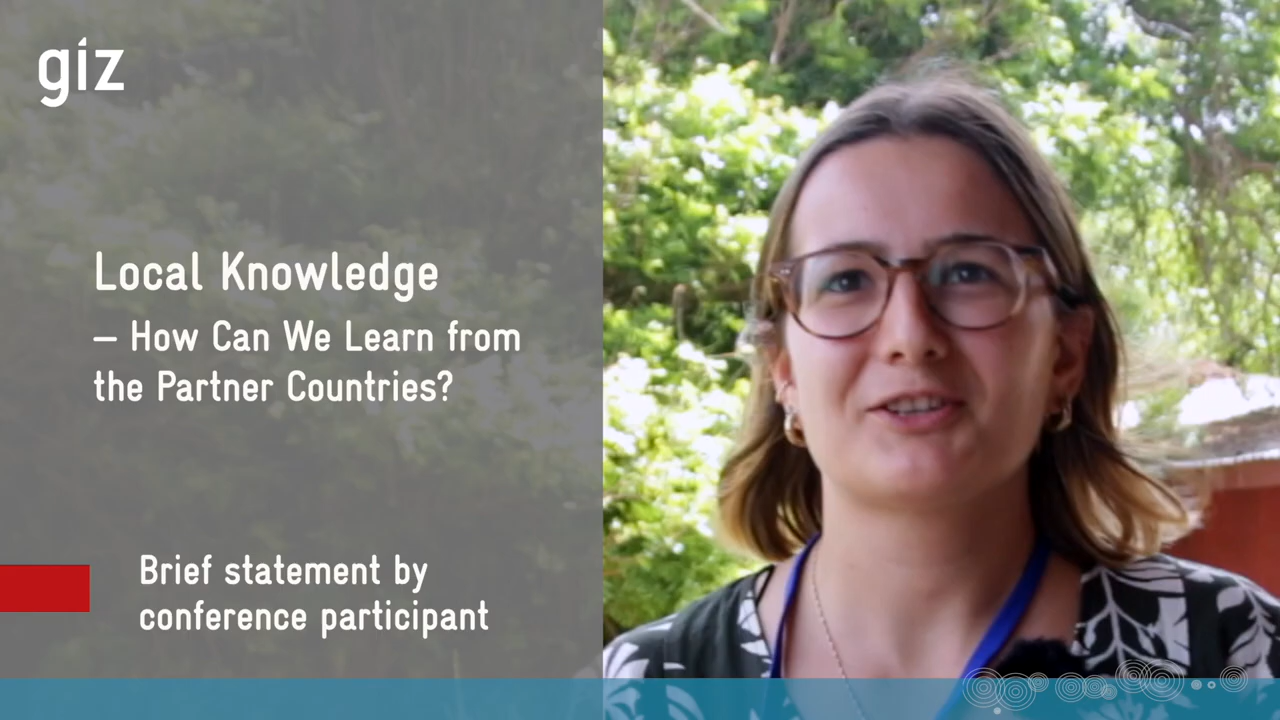 giz
Local Knowledge
– How Can We Learn from
the Partner Countries?
Brief statement by
conference participant